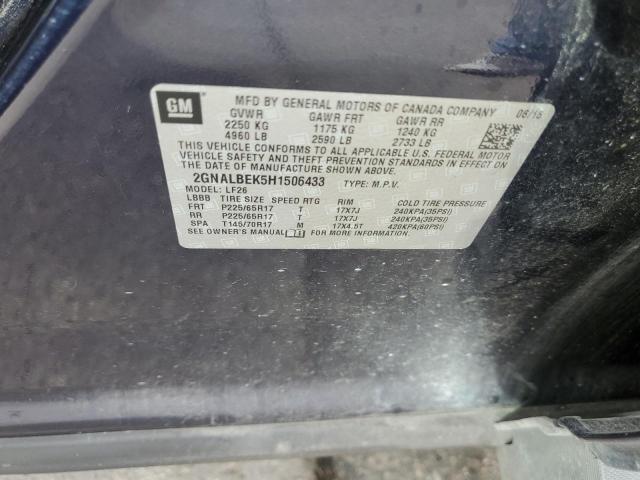 GM
MFD BY GENERAL MOTORS OF CANADA COMPANY 08/16
GVWR GAWR FRT GAWR RR
2250 KG 1175 KG 1240 KG
4960 LB 2590 LB 2733 LB
THIS VEHICLE CONFORMS TO ALL APPLICABLE U.S. FEDERAL MOTOR
VEHICLE SAFETY, BUMPER, AND THEFT PREVENTION STANDARDS IN EFFECT ON
THE DATE OF MANUFACTURE SHOWN ABOVE.
2GNALBEK5H1506433 TYPE: M.P.V.
MODEL: LF26
LBBB TIRE SIZE SPEED RTG RIM COLD TIRE PRESSURE
FRT P225/65R17 T 17X7J 240KPA(35PSI)
RR P225/65R17 T 17X7J 240KPA(35PSI)
SPA T145/70R17 M 17X4.5T 420KPA(60PSI)
SEE OWNER'S MANUAL